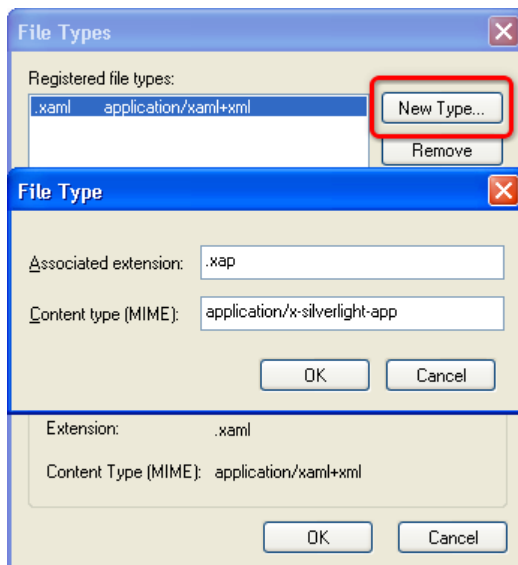 File Types
Registered file types:
.xaml application/xaml+xml
New Type...
Remove
File Type
Associated extension: .xap
Content type (MIME): application/x-silverlight-app
OK Cancel
Extension: .xaml
Content Type (MIME): application/xaml+xml
OK Cancel